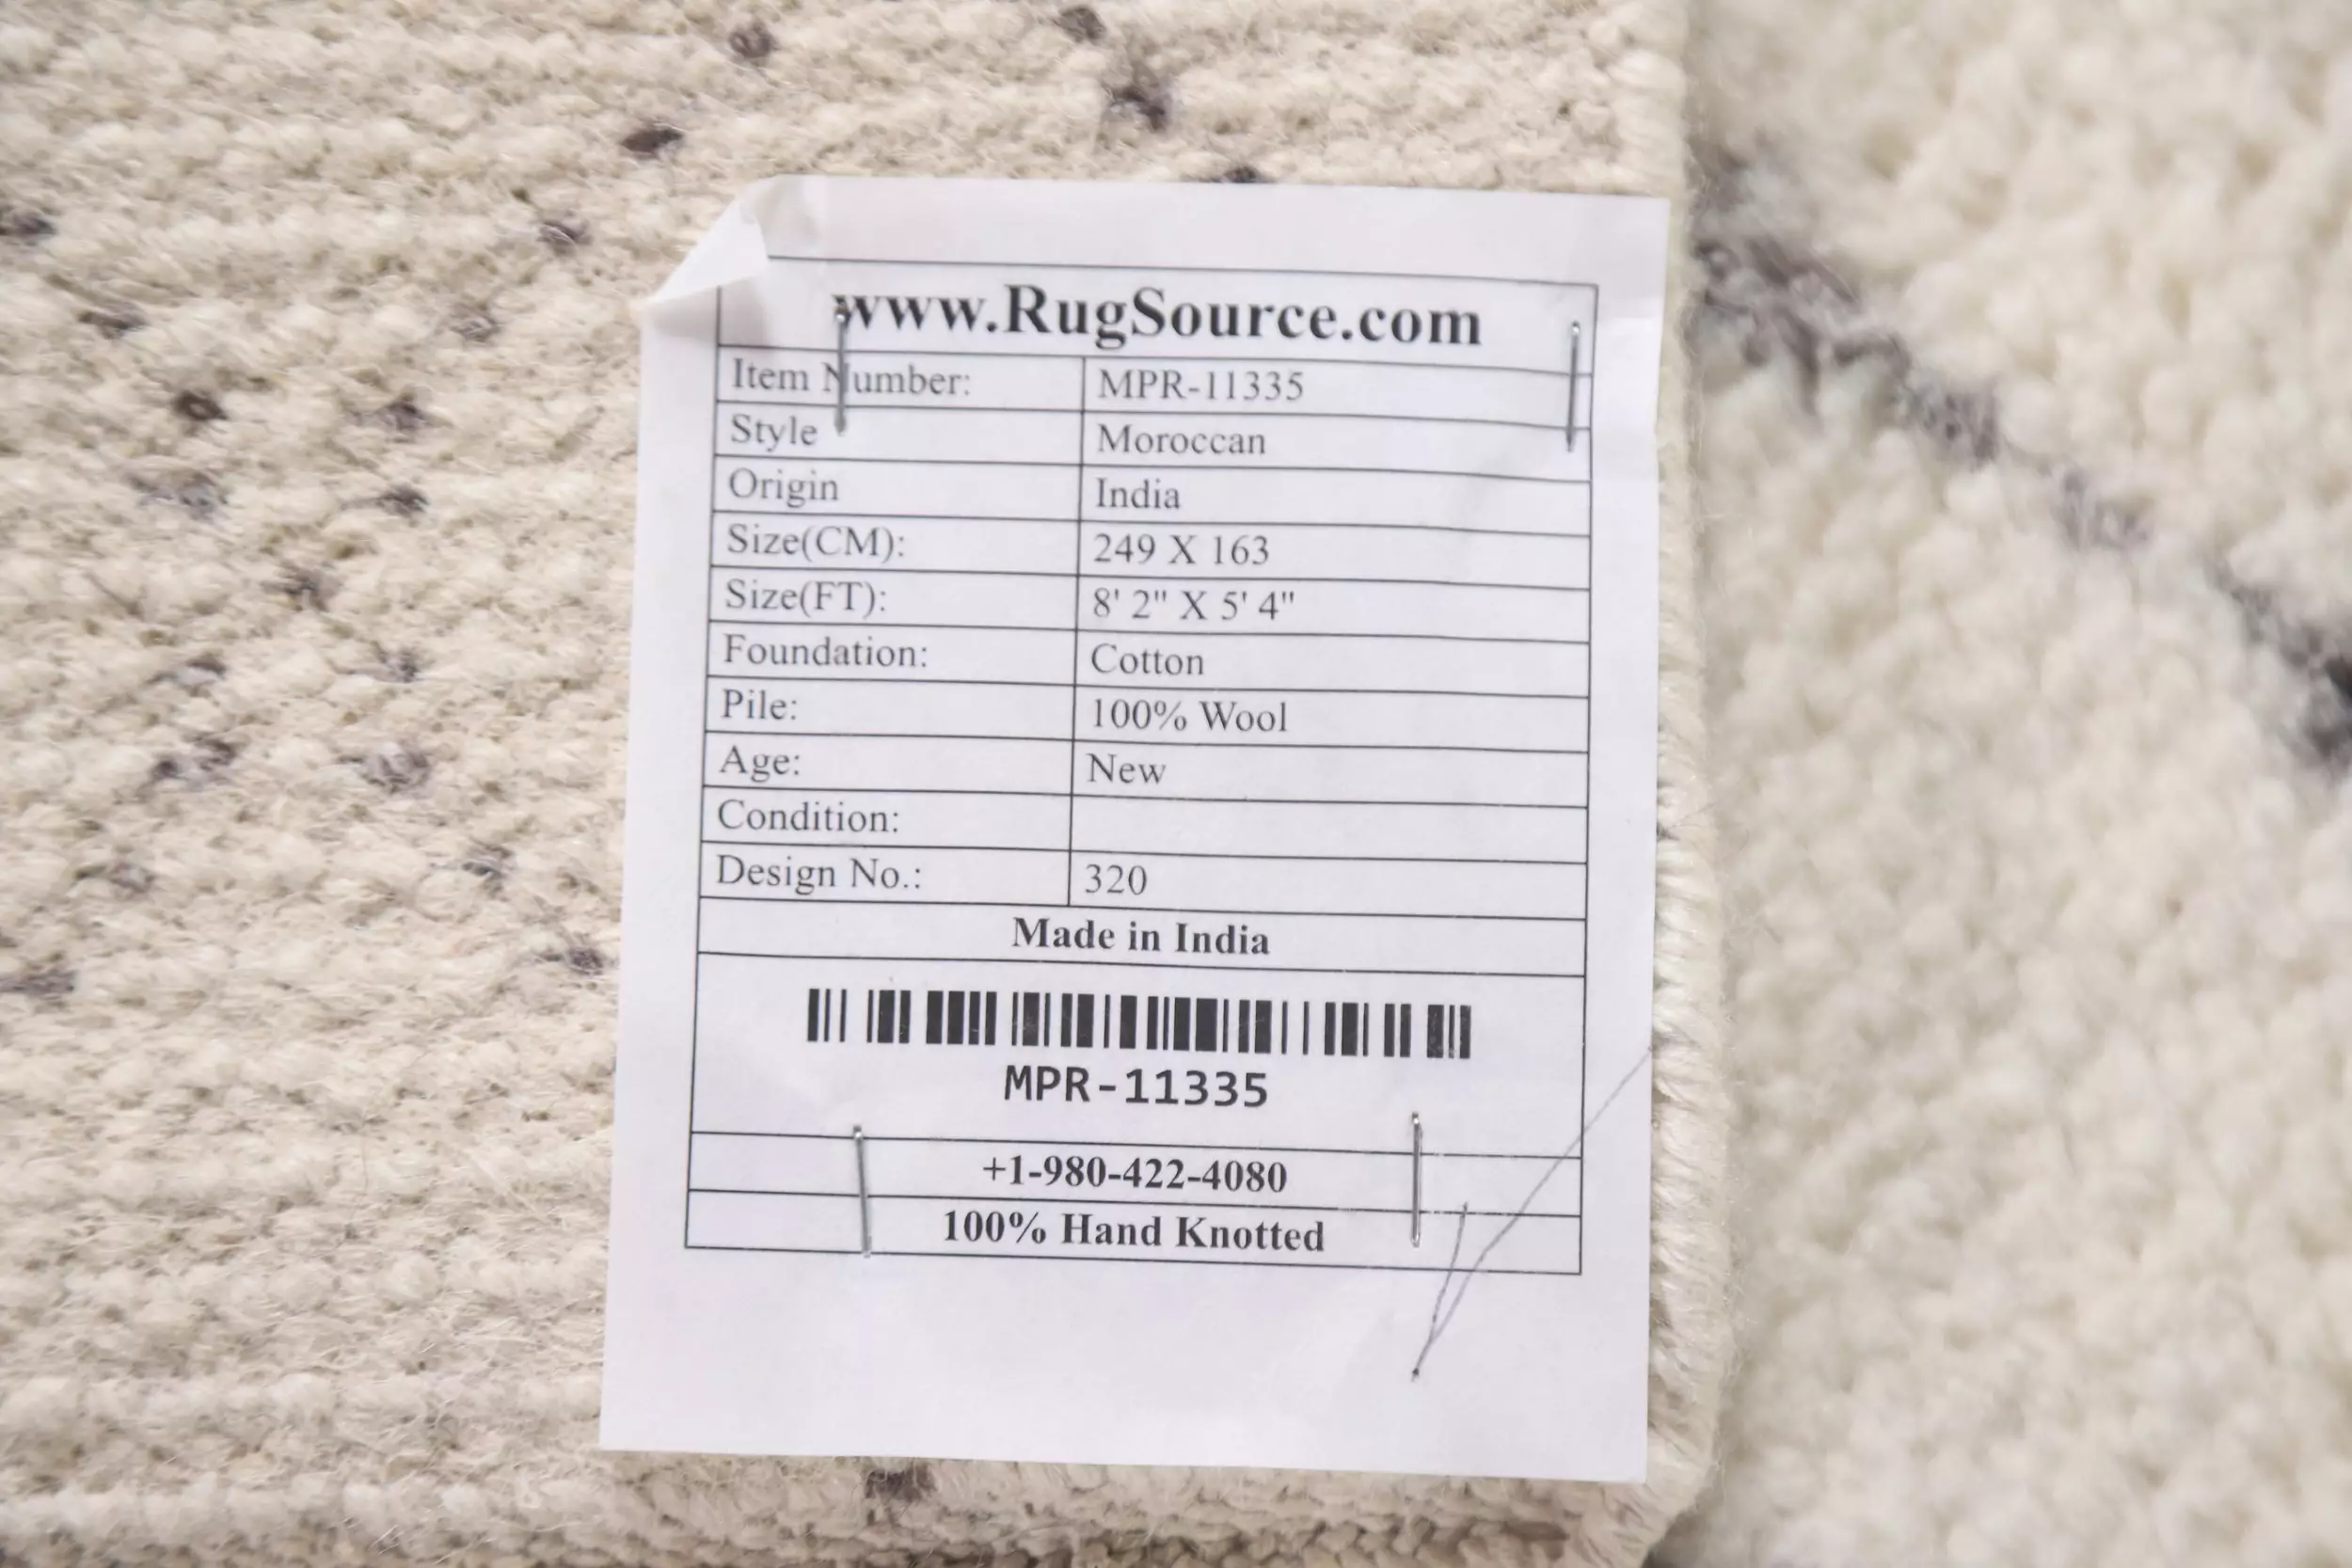 www.RugSource.com
Item Number: MPR-11335
Style Moroccan
Origin India
Size(CM): 249 X 163
Size(FT): 8' 2" X 5' 4"
Foundation: Cotton
Pile: 100% Wool
Age: New
Condition:
Design No.: 320
Made in India
MPR-11335
+1-980-422-4080
100% Hand Knotted